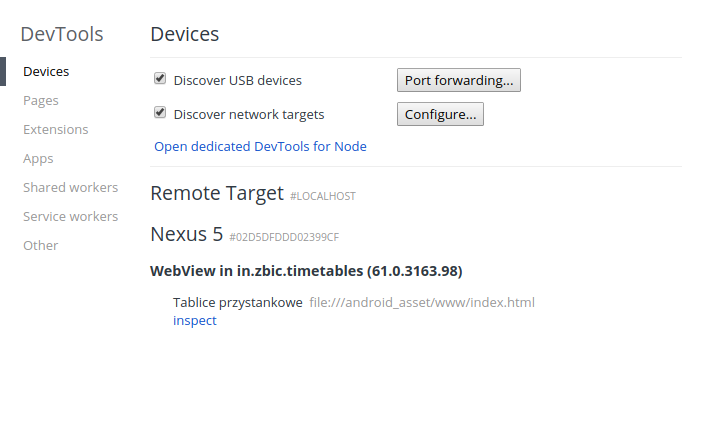 DevTools
Devices
Pages
Extensions
Apps
Shared workers
Service workers
Other
Devices
Discover USB devices Port forwarding...
Discover network targets Configure...
Open dedicated DevTools for Node
Remote Target #LOCALHOST
Nexus 5 #02D5DFDDD02399CF
WebView in in.zbic.timetables (61.0.3163.98)
Tablice przystankowe file:///android_asset/www/index.html
inspect